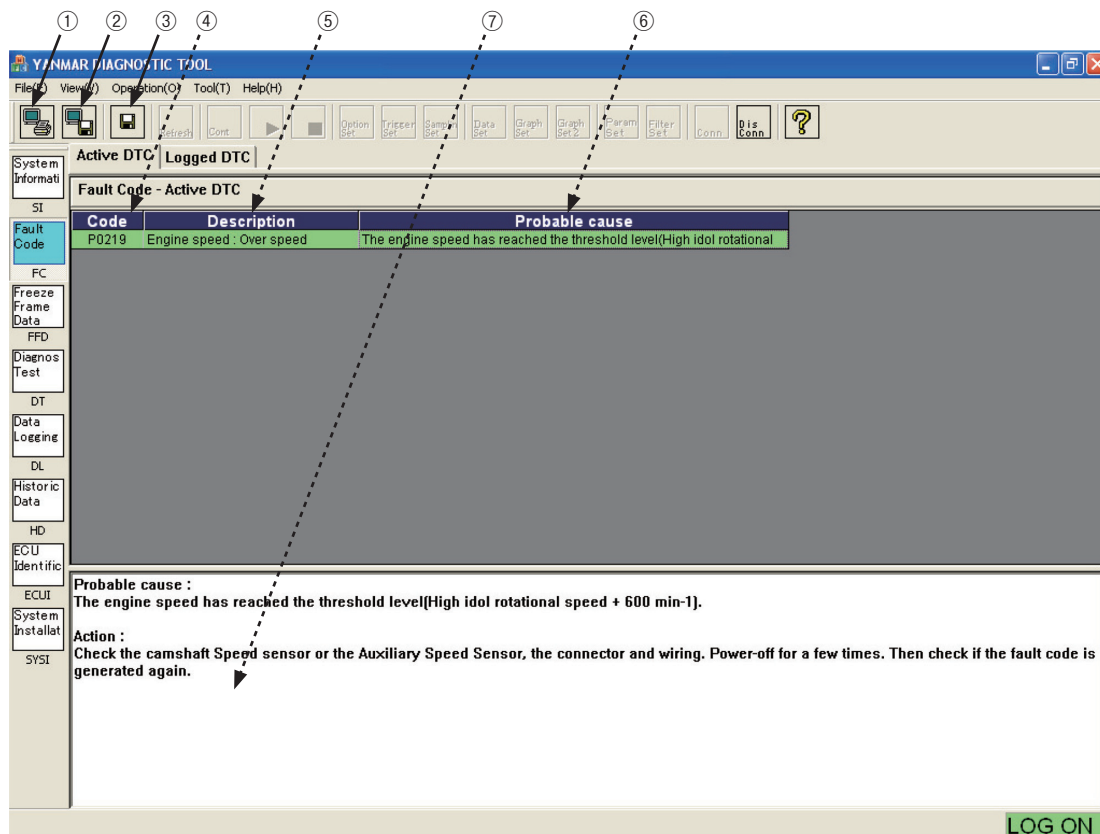 ① ② ③ ④ ⑤ ⑦ ⑥
YANMAR DIAGNOSTIC TOOL
File(F) View(V) Operation(O) Tool(T) Help(H)
Refresh Cont Option Set Trigger Set Samplin Set Data Set Graph Set Graph Set2 Param Set Filter Set Conn Dis Conn ?
Active DTC Logged DTC
System
Informati
SI
Fault Code - Active DTC
Code Description Probable cause
P0219 Engine speed : Over speed The engine speed has reached the threshold level(High idol rotational
Fault
Code
FC
Freeze
Frame
Data
FFD
Diagnos
Test
DT
Data
Logging
DL
Historic
Data
HD
ECU
Identific
ECUI
System
Installat
SYSI
Probable cause :
The engine speed has reached the threshold level(High idol rotational speed + 600 min-1).
Action :
Check the camshaft Speed sensor or the Auxiliary Speed Sensor, the connector and wiring. Power-off for a few times. Then check if the fault code is
generated again.
LOG ON